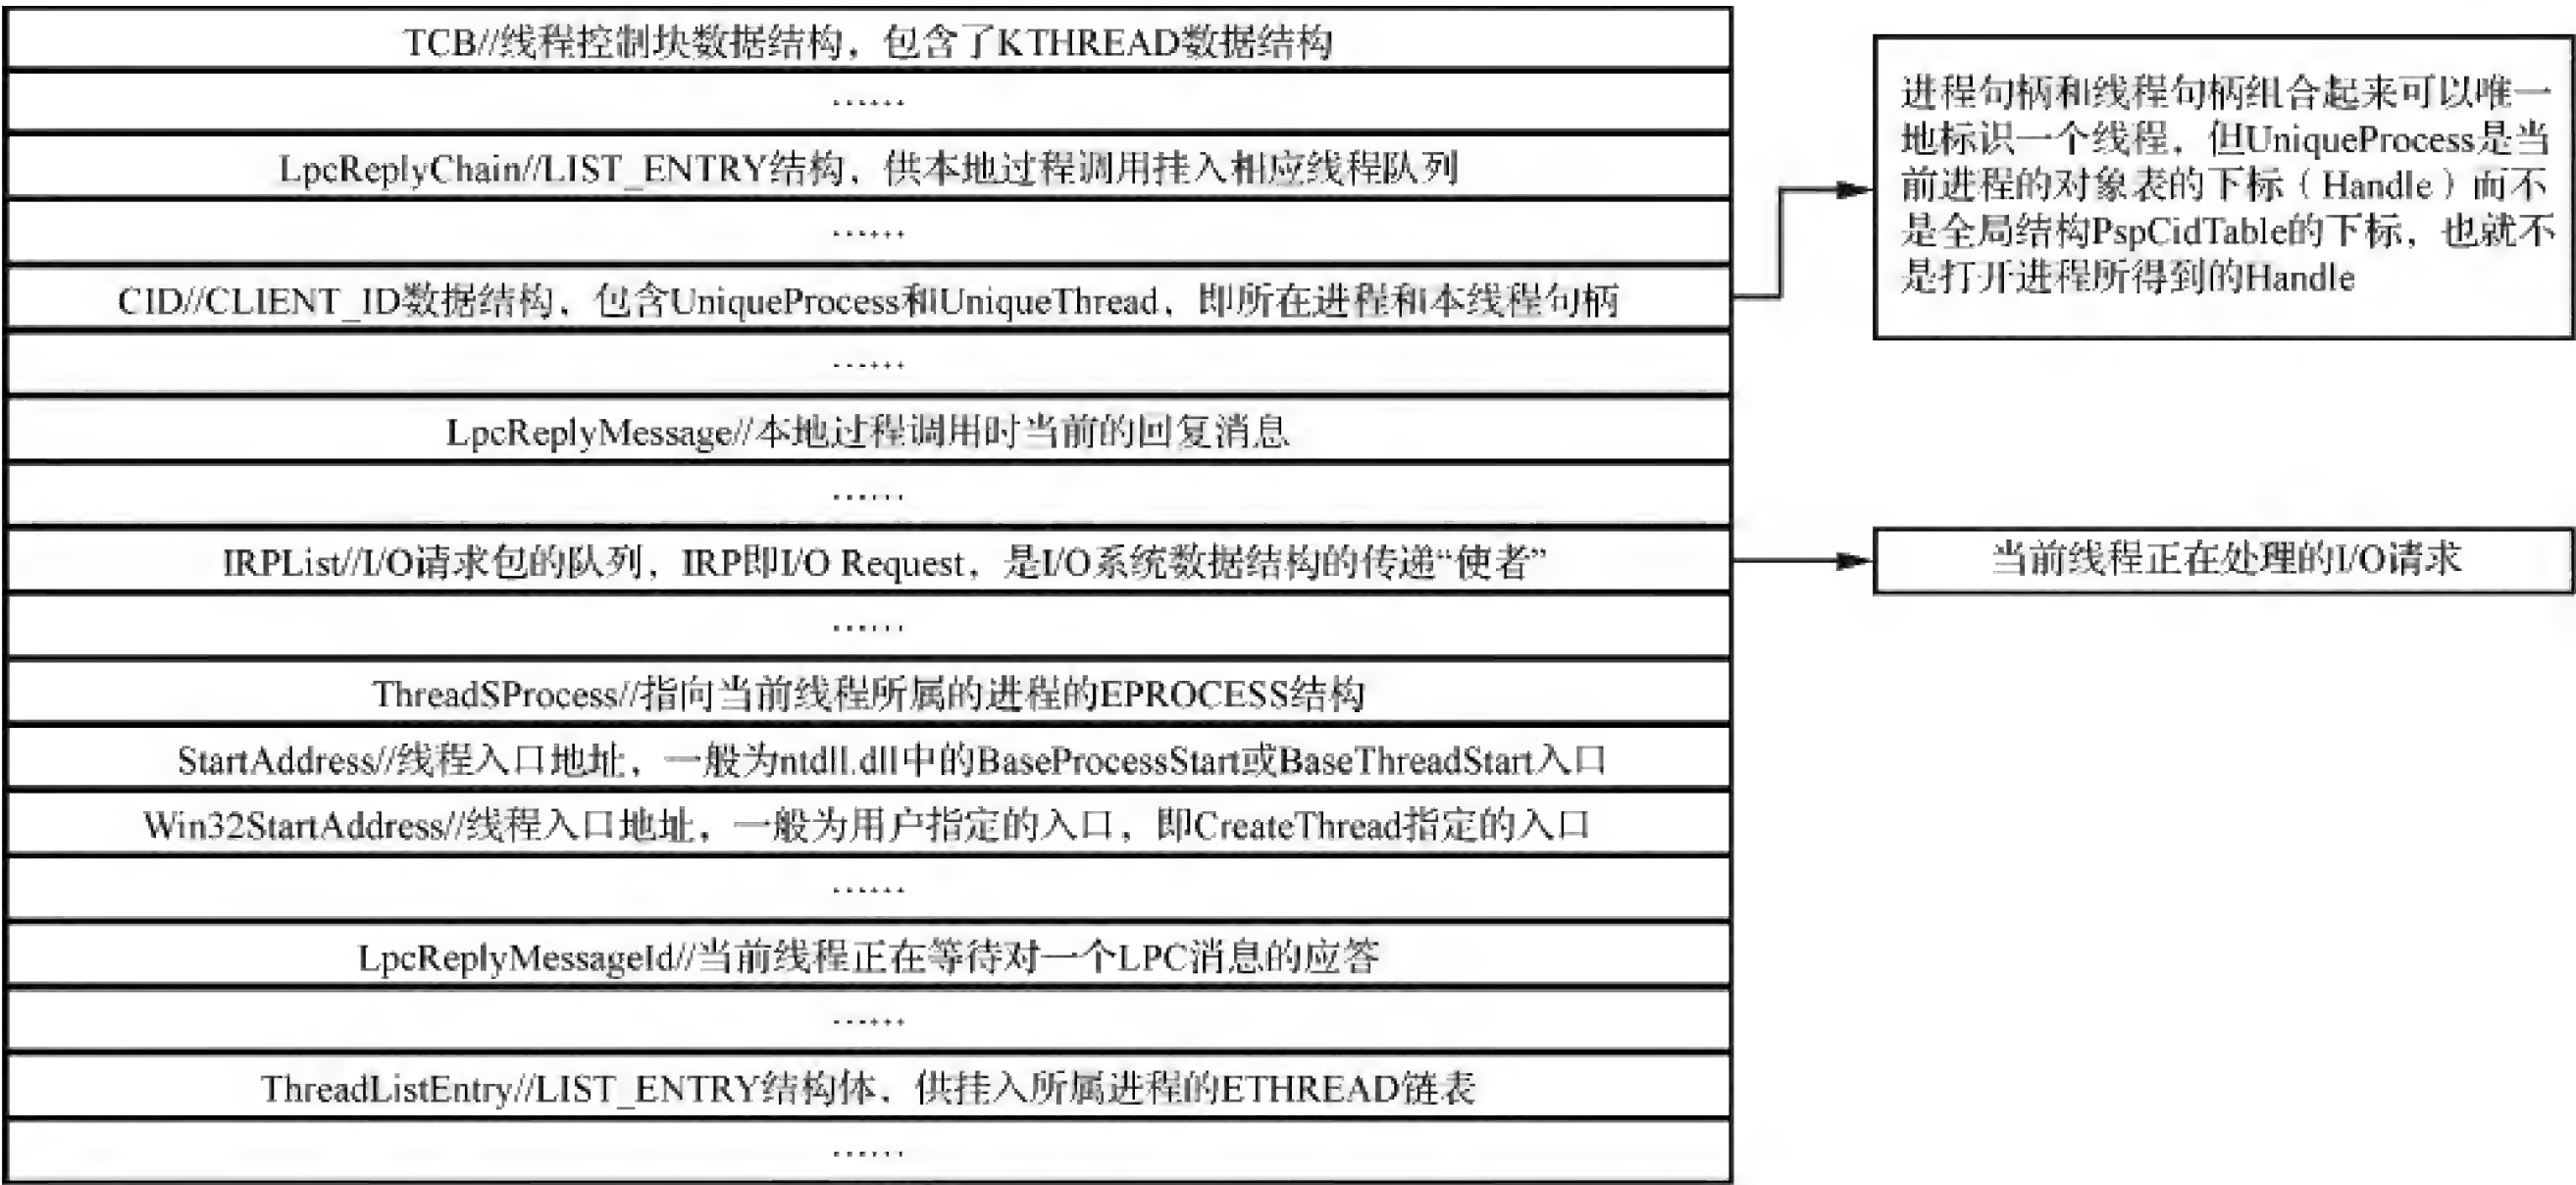 TCB//线程控制块数据结构，包含了KTHREAD数据结构
……
LpcReplyChain//LIST_ENTRY结构，供本地过程调用挂入相应线程队列
……
CID//CLIENT_ID数据结构，包含UniqueProcess和UniqueThread，即所在进程和本线程句柄
……
LpcReplyMessage//本地过程调用时当前的回复消息
……
IRPList//I/O请求包的队列，IRP即I/O Request，是I/O系统数据结构的传递“使者”
……
ThreadSProcess//指向当前线程所属的进程的EPROCESS结构
StartAddress//线程入口地址，一般为ntdll.dll中的BaseProcessStart或BaseThreadStart入口
Win32StartAddress//线程入口地址，一般为用户指定的入口，即CreateThread指定的入口
……
LpcReplyMessageId//当前线程正在等待对一个LPC消息的应答
……
ThreadListEntry//LIST_ENTRY结构体，供挂入所属进程的ETHREAD链表
……
进程句柄和线程句柄组合起来可以唯一
地标识一个线程，但UniqueProcess是当
前进程的对象表的下标（Handle）而不
是全局结构PspCidTable的下标，也就不
是打开进程所得到的Handle
当前线程正在处理的I/O请求